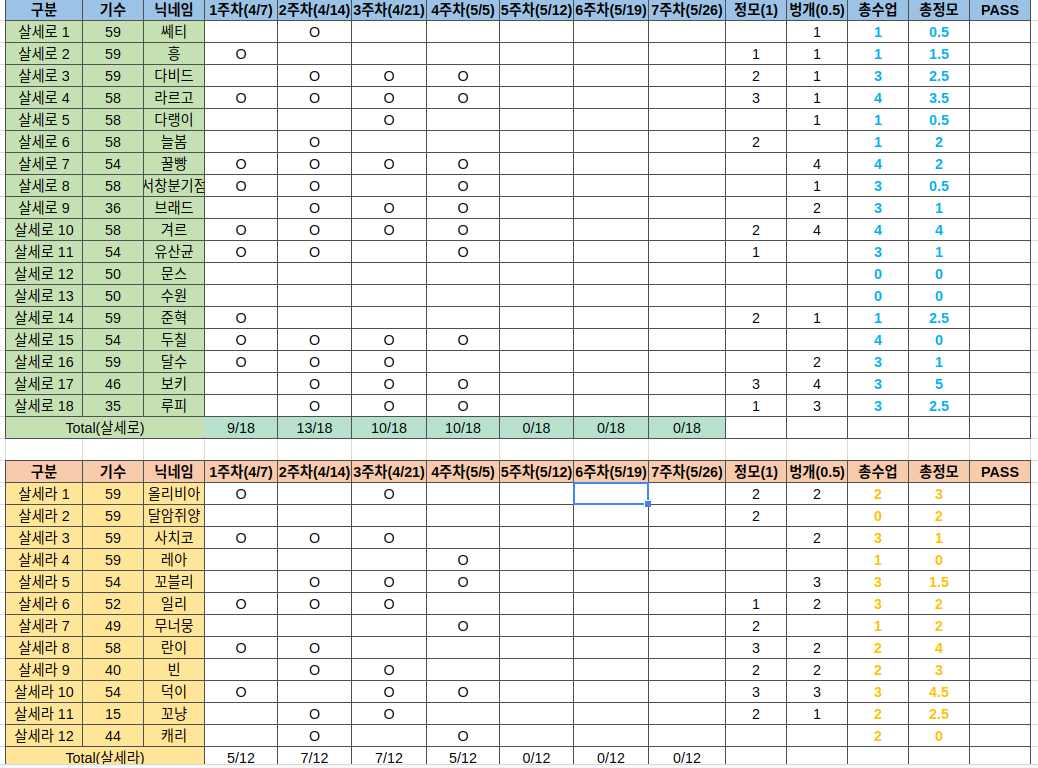 구분 기수 닉네임 1주차(4/7) 2주차(4/14) 3주차(4/21) 4주차(5/5) 5주차(5/12) 6주차(5/19) 7주차(5/26) 정모(1) 벙개(0.5) 총수업 총정모 PASS
살세로 1 59 쎄티 O 1 1 0.5
살세로 2 59 흥 O 1 1 1 1.5
살세로 3 59 다비드 O O O 2 1 3 2.5
살세로 4 58 라르고 O O O O 3 1 4 3.5
살세로 5 58 다랭이 O 1 1 0.5
살세로 6 58 늘봄 O 2 1 2
살세로 7 54 꿀빵 O O O O 4 4 2
살세로 8 58 서창분기점 O O O 1 3 0.5
살세로 9 36 브래드 O O O 2 3 1
살세로 10 58 겨르 O O O O 2 4 4 4
살세로 11 54 유산균 O O O 1 3 1
살세로 12 50 문스 0 0
살세로 13 50 수원 0 0
살세로 14 59 준혁 O 2 1 1 2.5
살세로 15 54 두칠 O O O O 4 0
살세로 16 59 달수 O O O 2 3 1
살세로 17 46 보키 O O O 3 4 3 5
살세로 18 35 루피 O O O 1 3 3 2.5
Total(살세로) 9/18 13/18 10/18 10/18 0/18 0/18 0/18
구분 기수 닉네임 1주차(4/7) 2주차(4/14) 3주차(4/21) 4주차(5/5) 5주차(5/12) 6주차(5/19) 7주차(5/26) 정모(1) 벙개(0.5) 총수업 총정모 PASS
살세라 1 59 올리비아 O O 2 2 2 3
살세라 2 59 달암쥐양 2 0 2
살세라 3 59 사치코 O O O 2 3 1
살세라 4 59 레아 O 1 0
살세라 5 54 꼬블리 O O O 3 3 1.5
살세라 6 52 일리 O O O 1 2 3 2
살세라 7 49 무너뭉 O 2 1 2
살세라 8 58 란이 O O 3 2 2 4
살세라 9 40 빈 O O 2 2 2 3
살세라 10 54 덕이 O O O 3 3 3 4.5
살세라 11 15 꼬냥 O O 2 1 2 2.5
살세라 12 44 캐리 O O 2 0
Total(살세라) 5/12 7/12 7/12 5/12 0/12 0/12 0/12